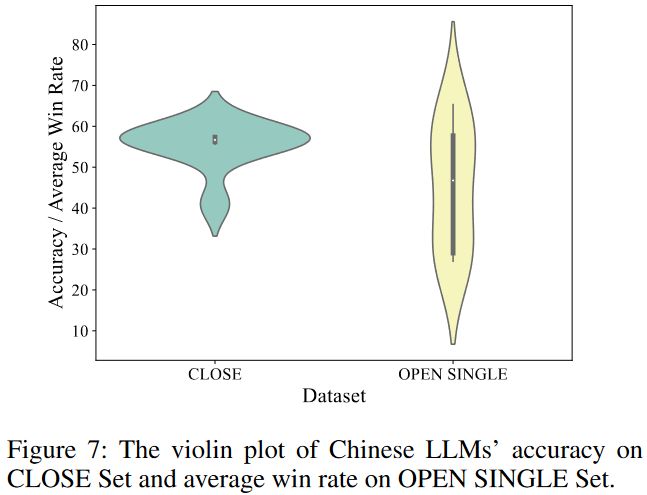 Accuracy / Average Win Rate
80
70
60
50
40
30
20
10
CLOSE
OPEN SINGLE
Dataset
Figure 7: The violin plot of Chinese LLMs' accuracy on
CLOSE Set and average win rate on OPEN SINGLE Set.